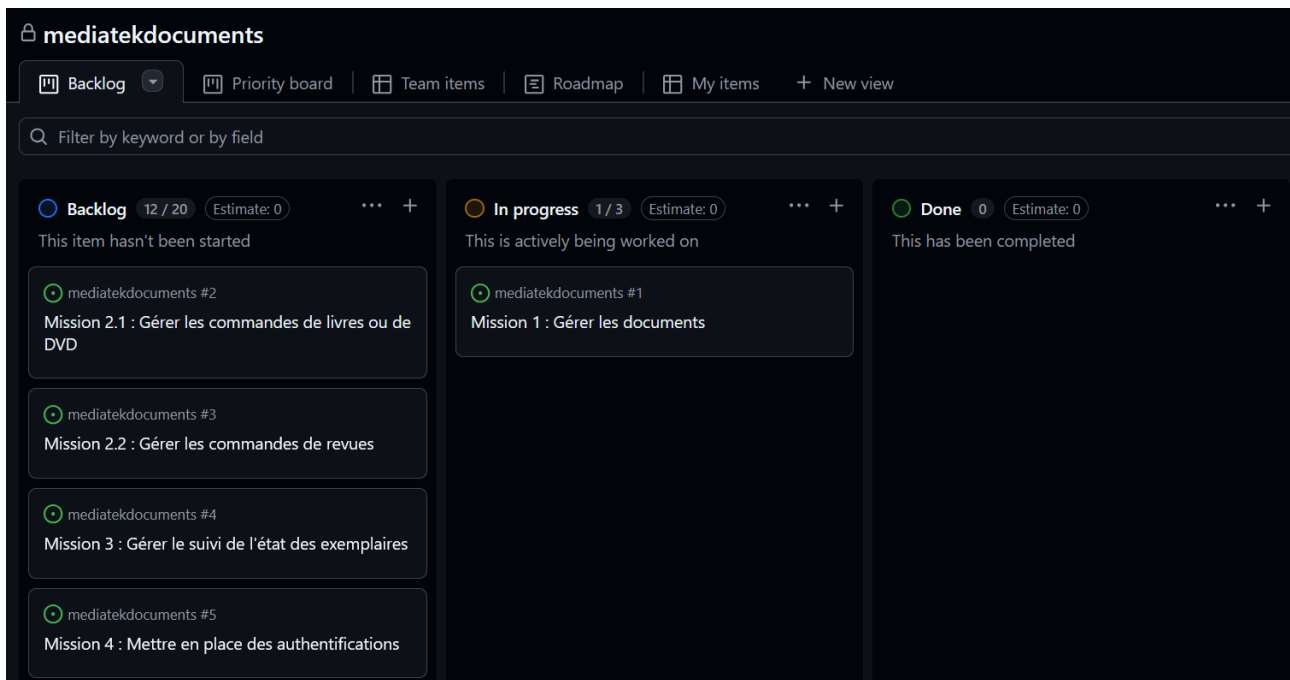 mediatekdocuments
Backlog
Priority board
Team items
Roadmap
My items
+ New view
Filter by keyword or by field
Backlog 12 / 20 Estimate: 0 ... +
This item hasn't been started
mediatekdocuments #2
Mission 2.1 : Gérer les commandes de livres ou de
DVD
mediatekdocuments #3
Mission 2.2 : Gérer les commandes de revues
mediatekdocuments #4
Mission 3 : Gérer le suivi de l'état des exemplaires
mediatekdocuments #5
Mission 4 : Mettre en place des authentifications
In progress 1 / 3 Estimate: 0 ... +
This is actively being worked on
mediatekdocuments #1
Mission 1 : Gérer les documents
Done 0 Estimate: 0 ... +
This has been completed